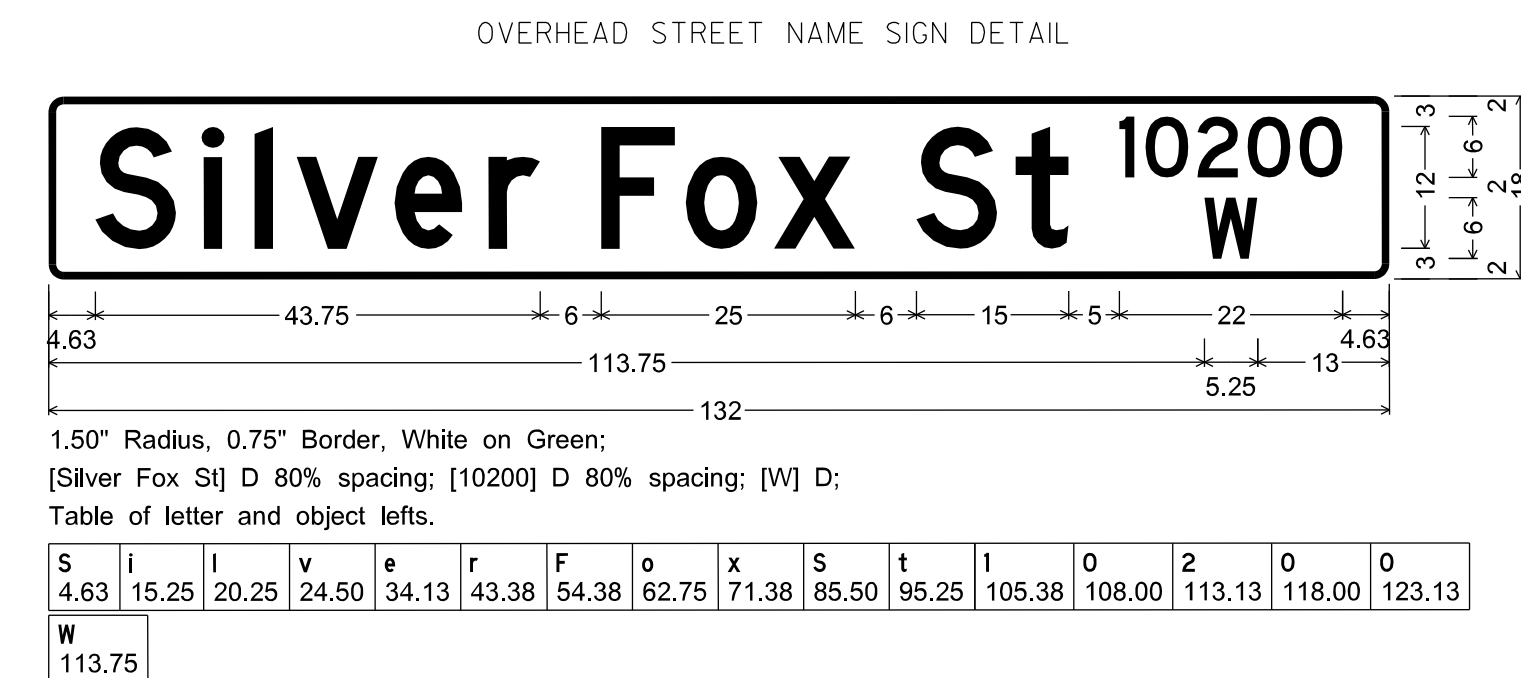 OVERHEAD STREET NAME SIGN DETAIL
Silver Fox St 10200
W
3 2
6
12 2 18
6
3 2
43.75 6 25 6 15 5 22
4.63 4.63
113.75 13
5.25
132
1.50" Radius, 0.75" Border, White on Green;
[Silver Fox St] D 80% spacing; [10200] D 80% spacing; [W] D;
Table of letter and object lefts.
S i l v e r F o x S t 1 0 2 0 0
4.63 15.25 20.25 24.50 34.13 43.38 54.38 62.75 71.38 85.50 95.25 105.38 108.00 113.13 118.00 123.13
W
113.75